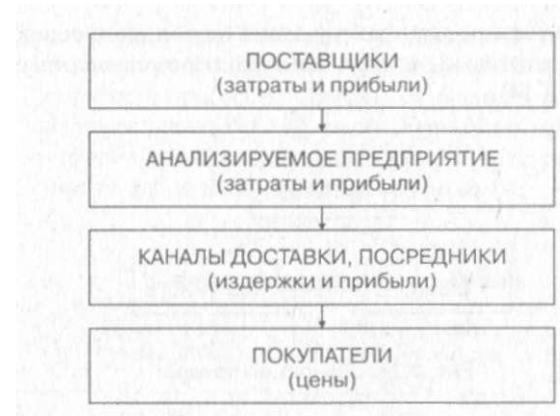 ПОСТАВЩИКИ
(затраты и прибыли)
АНАЛИЗИРУЕМОЕ ПРЕДПРИЯТИЕ
(затраты и прибыли)
КАНАЛЫ ДОСТАВКИ, ПОСРЕДНИКИ
(издержки и прибыли)
ПОКУПАТЕЛИ
(цены)